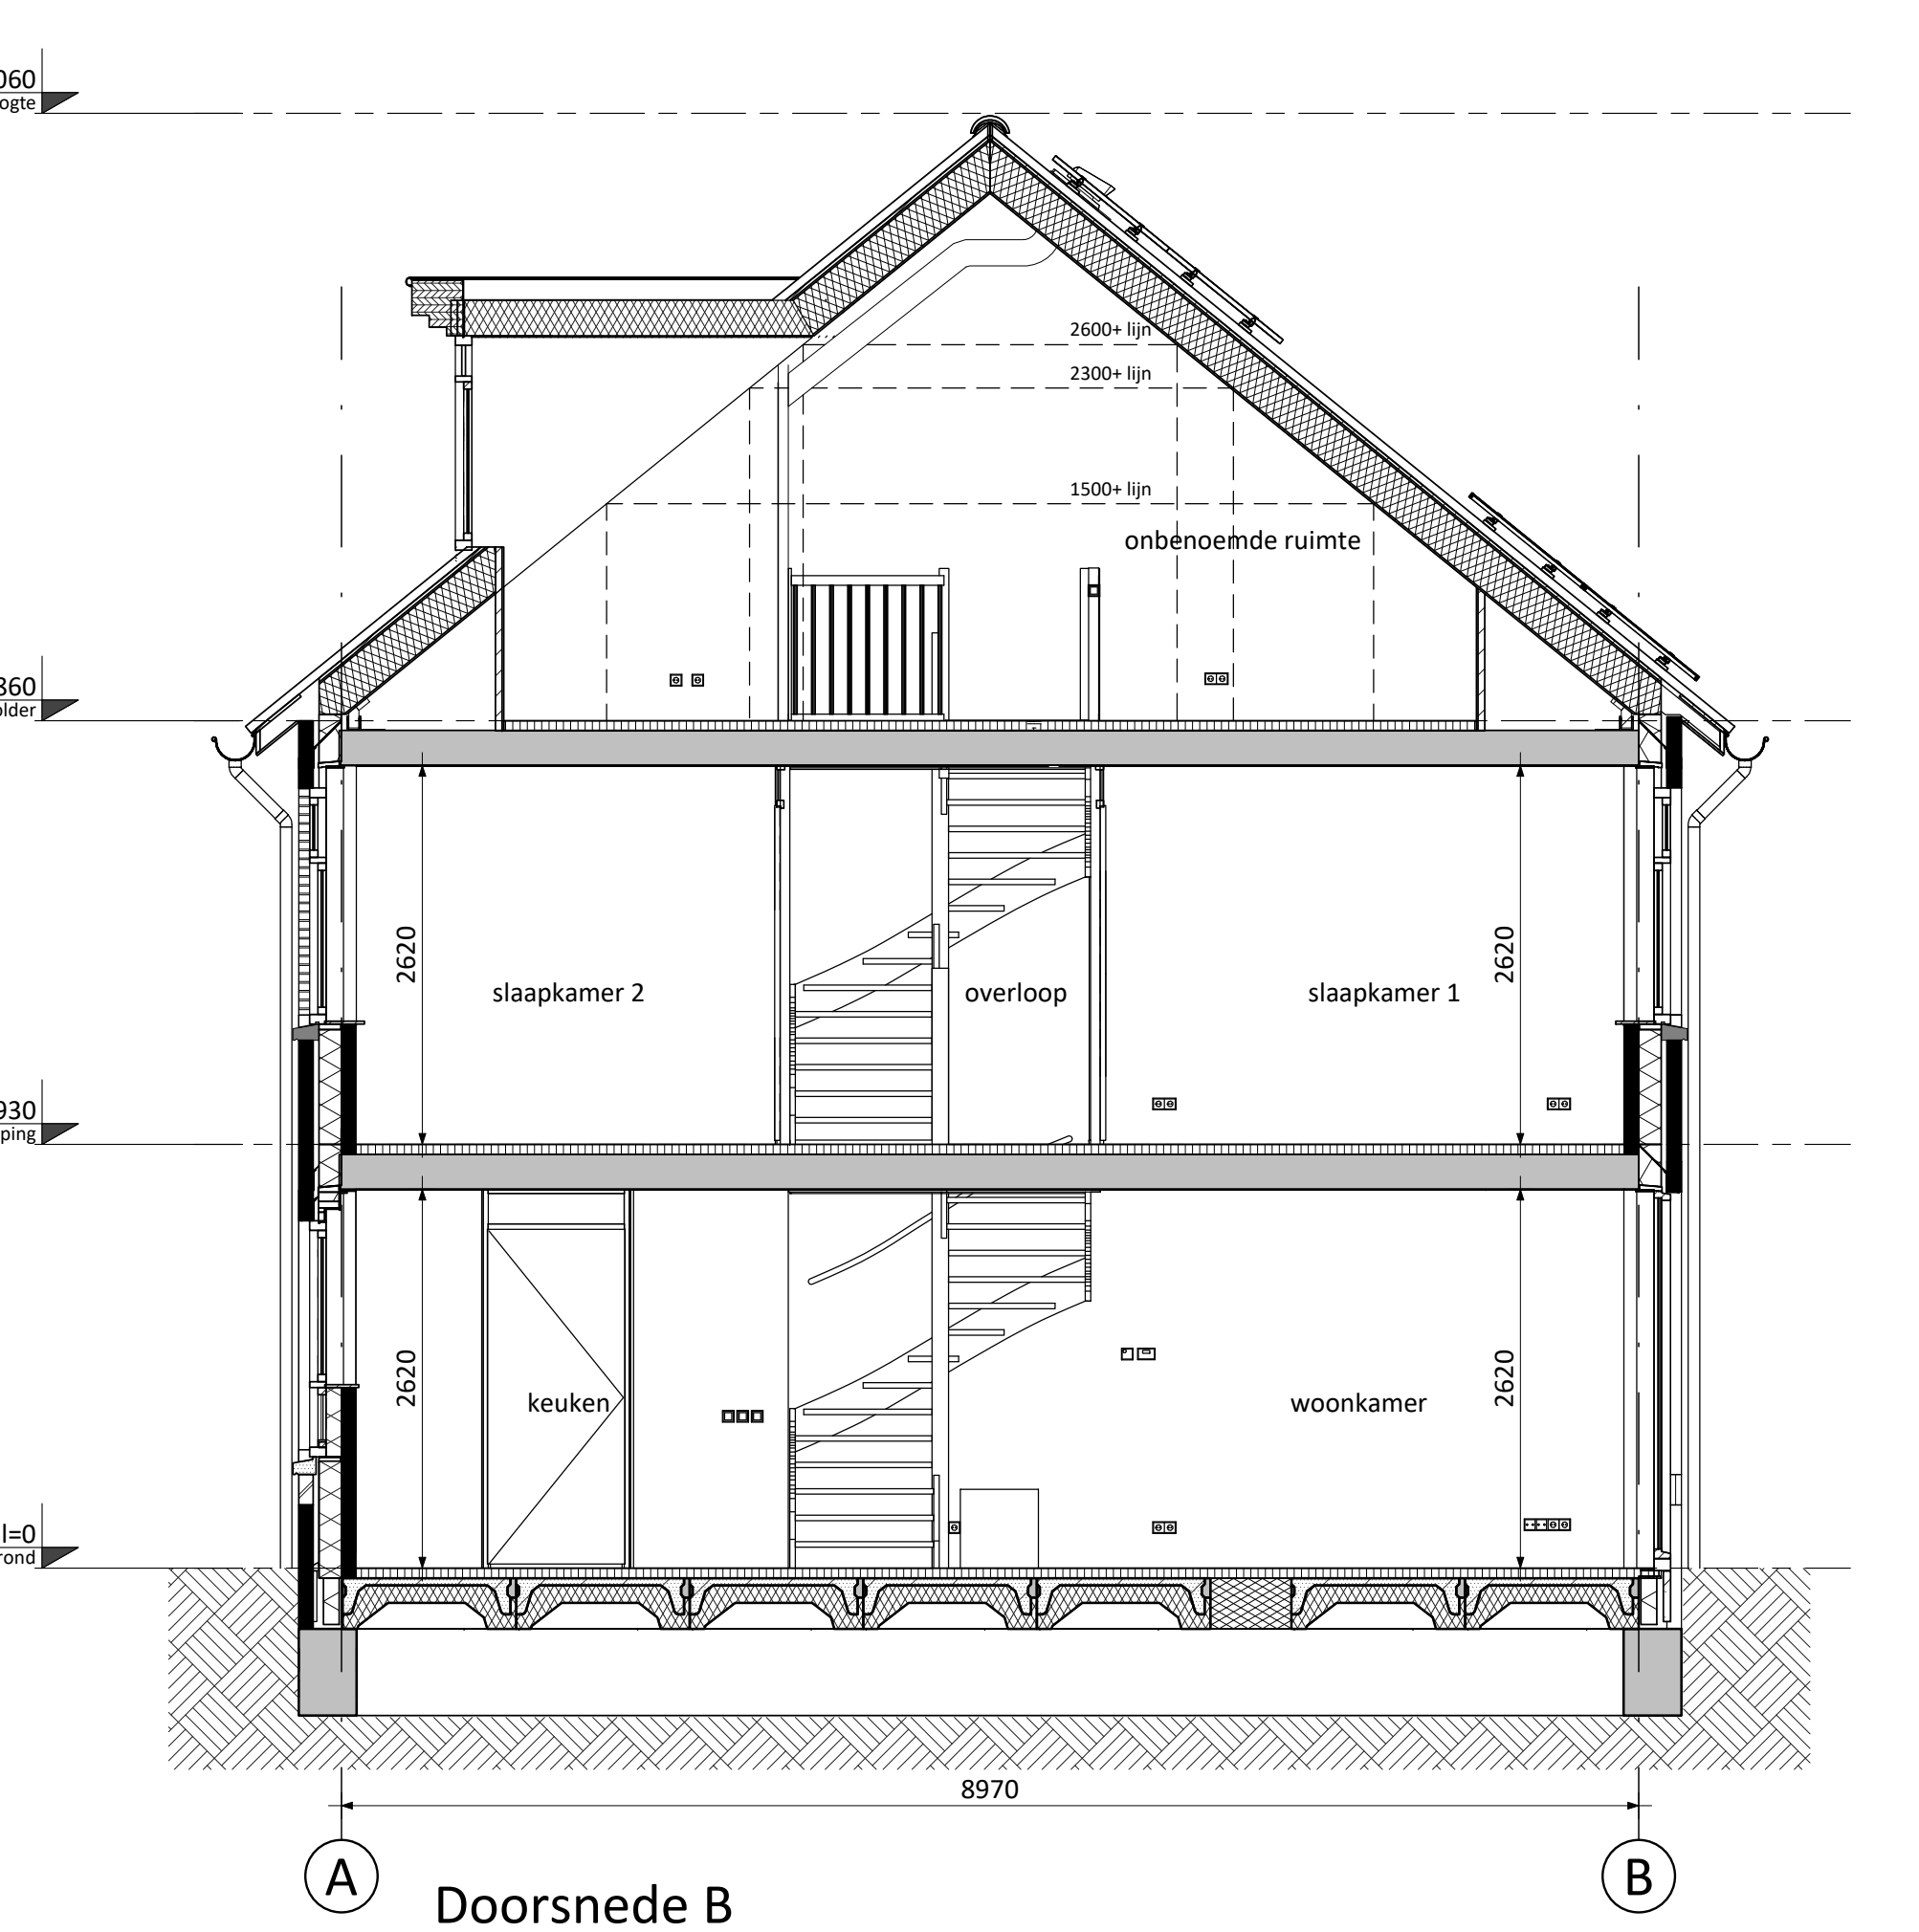 060
ogte
2600+ lijn
2300+ lijn
1500+ lijn
onbenoemde ruimte
860
older
2620
2620
slaapkamer 2
overloop
slaapkamer 1
930
ping
2620
2620
keuken
woonkamer
l=0
rond
8970
A
B
Doorsnede B